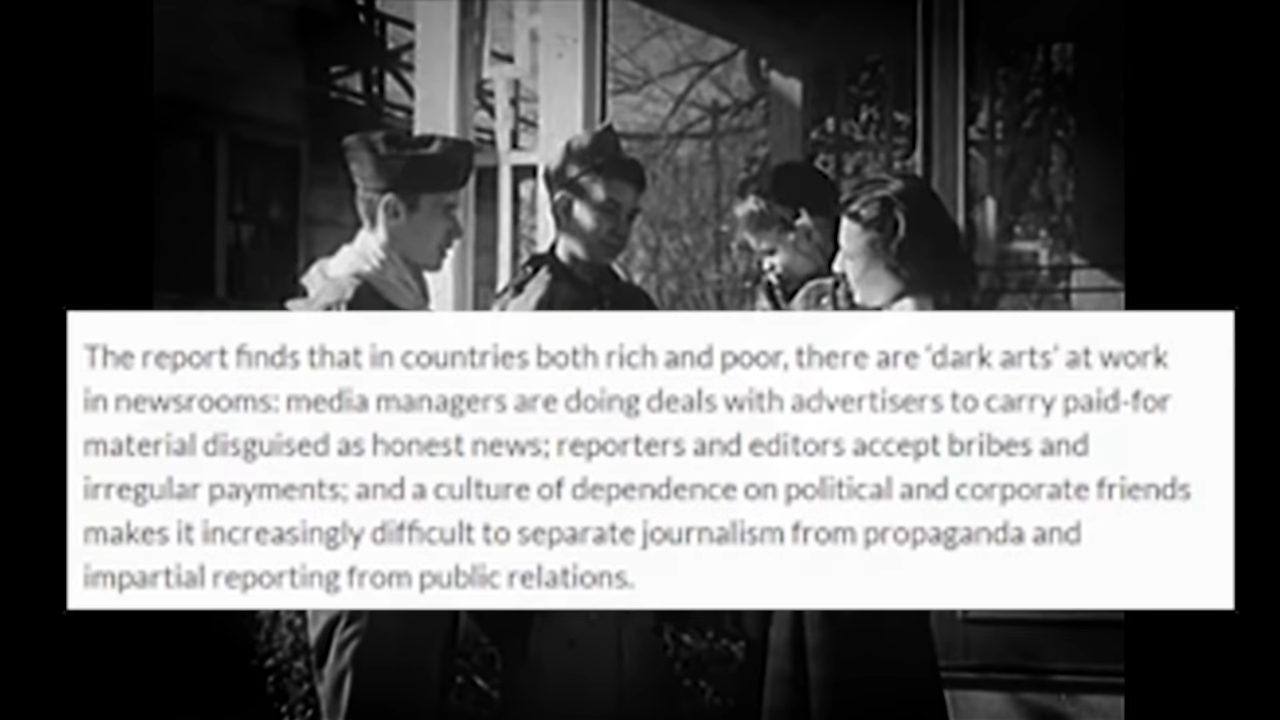 The report finds that in countries both rich and poor, there are ‘dark arts’ at work
in newsrooms: media managers are doing deals with advertisers to carry paid-for
material disguised as honest news; reporters and editors accept bribes and
irregular payments; and a culture of dependence on political and corporate friends
makes it increasingly difficult to separate journalism from propaganda and
impartial reporting from public relations.